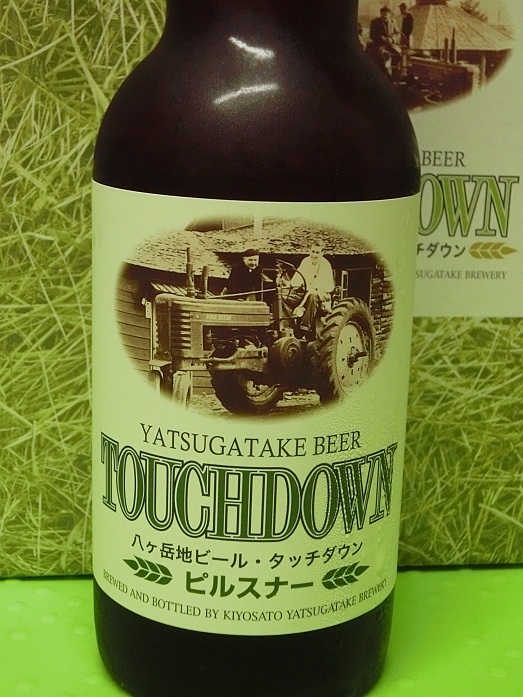 YATSUGATAKE BEER
TOUCHDOWN
八ヶ岳地ビール・タッチダウン
ピルスナー
BREWED AND BOTTLED BY KIYOSATO YATSUGATAKE BREWERY
BEER
OWN
チダウン
SUGATAKE BREWERY